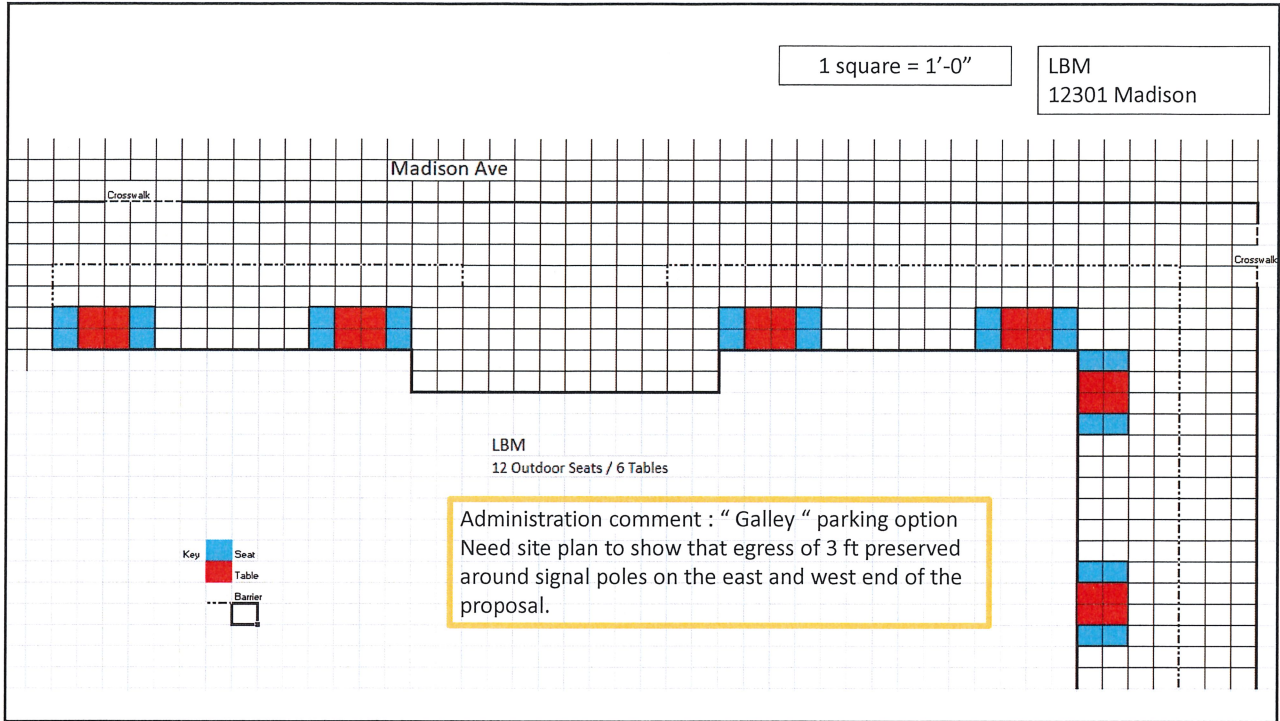 1 square = 1’-0”
LBM
12301 Madison
Madison Ave
Crosswalk
Crosswalk
LBM
12 Outdoor Seats / 6 Tables
Administration comment : “ Galley “ parking option
Need site plan to show that egress of 3 ft preserved
around signal poles on the east and west end of the
proposal.
Key
Seat
Table
Barrier